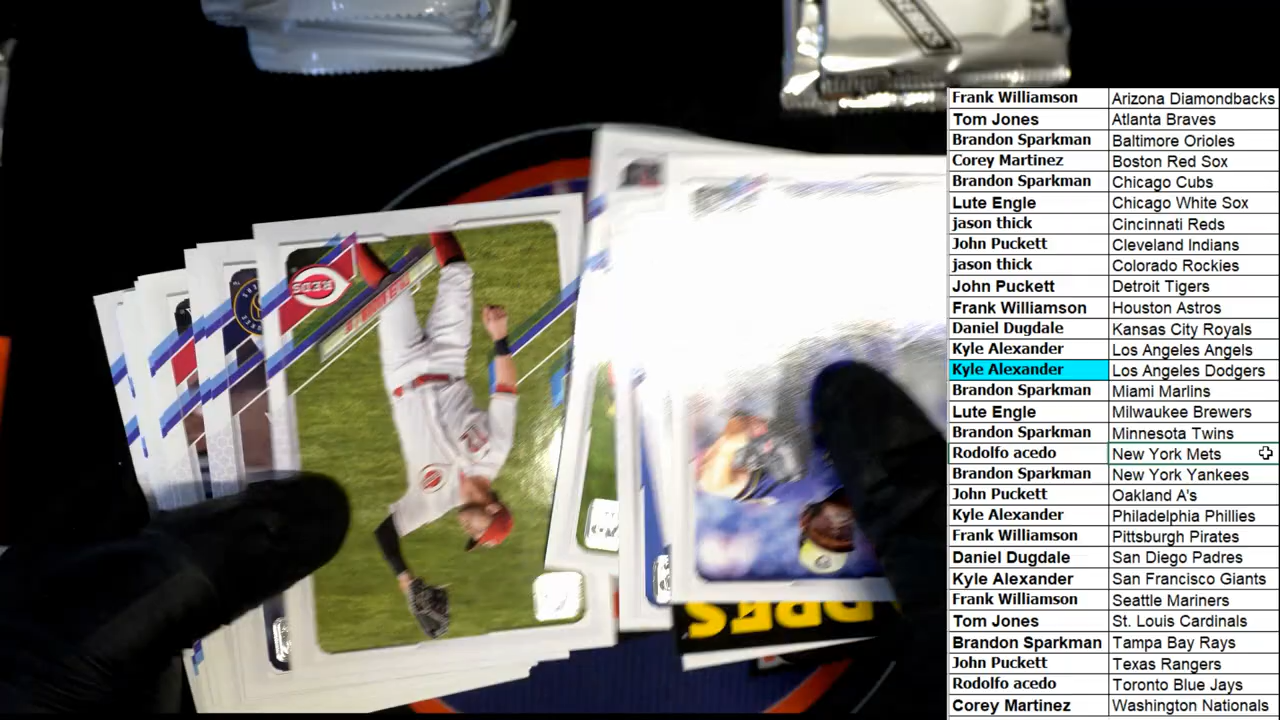 2021
Frank Williamson Arizona Diamondbacks
Tom Jones Atlanta Braves
Brandon Sparkman Baltimore Orioles
Corey Martinez Boston Red Sox
Brandon Sparkman Chicago Cubs
Lute Engle Chicago White Sox
jason thick Cincinnati Reds
John Puckett Cleveland Indians
jason thick Colorado Rockies
John Puckett Detroit Tigers
Frank Williamson Houston Astros
Daniel Dugdale Kansas City Royals
Kyle Alexander Los Angeles Angels
Kyle Alexander Los Angeles Dodgers
Brandon Sparkman Miami Marlins
Lute Engle Milwaukee Brewers
Brandon Sparkman Minnesota Twins
Rodolfo acedo New York Mets
Brandon Sparkman New York Yankees
John Puckett Oakland A's
Kyle Alexander Philadelphia Phillies
Frank Williamson Pittsburgh Pirates
Daniel Dugdale San Diego Padres
Kyle Alexander San Francisco Giants
Frank Williamson Seattle Mariners
Tom Jones St. Louis Cardinals
Brandon Sparkman Tampa Bay Rays
John Puckett Texas Rangers
Rodolfo acedo Toronto Blue Jays
Corey Martinez Washington Nationals
REDS